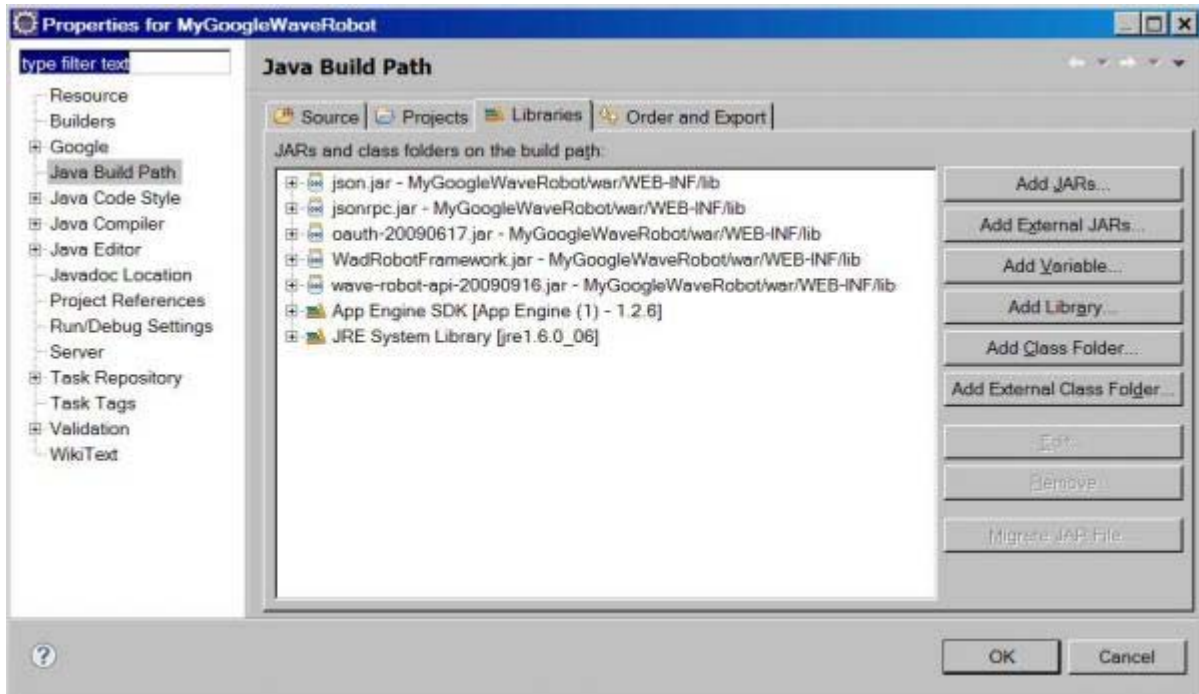 Properties for MyGoogleWaveRobot
type filter text
Resource
Builders
Google
Java Build Path
Java Code Style
Java Compiler
Java Editor
Javadoc Location
Project References
Run/Debug Settings
Server
Task Repository
Task Tags
Validation
WikiText
Java Build Path
Source Projects Libraries Order and Export
JARs and class folders on the build path:
json.jar - MyGoogleWaveRobot/war/WEB-INF/lib
jsonrpc.jar - MyGoogleWaveRobot/war/WEB-INF/lib
oauth-20090617.jar - MyGoogleWaveRobot/war/WEB-INF/lib
WadRobotFramework.jar - MyGoogleWaveRobot/war/WEB-INF/lib
wave-robot-api-20090916.jar - MyGoogleWaveRobot/war/WEB-INF/lib
App Engine SDK [App Engine (1) - 1.2.6]
JRE System Library [jre1.6.0_06]
Add JARs...
Add External JARs...
Add Variable...
Add Library...
Add Class Folder...
Add External Class Folder...
Edit...
Remove...
Migrate JAR File...
?
OK Cancel